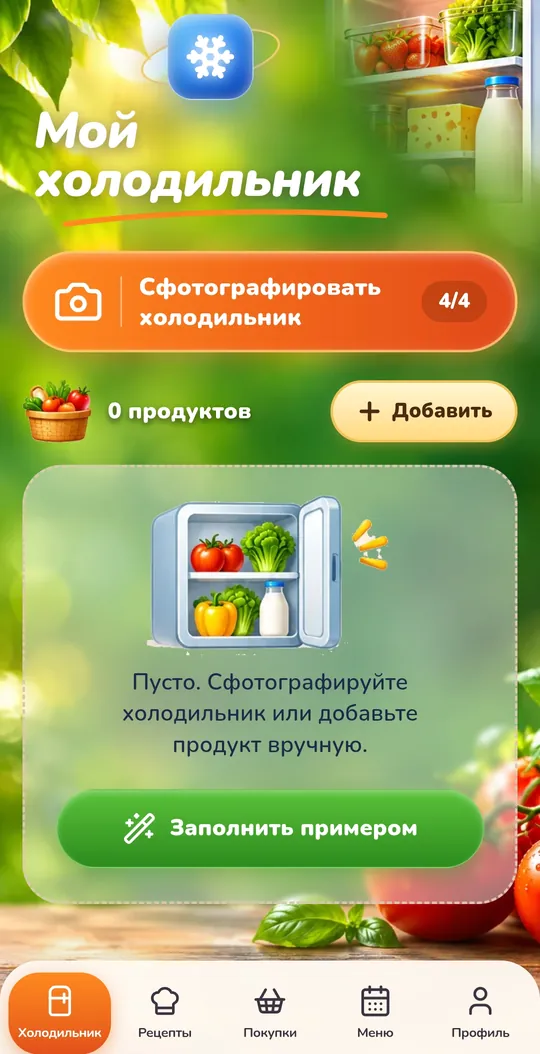 Мой
холодильник
Сфотографировать
холодильник
4/4
0 продуктов
Добавить
Пусто. Сфотографируйте
холодильник или добавьте
продукт вручную.
Заполнить примером
Холодильник
Рецепты
Покупки
Меню
Профиль